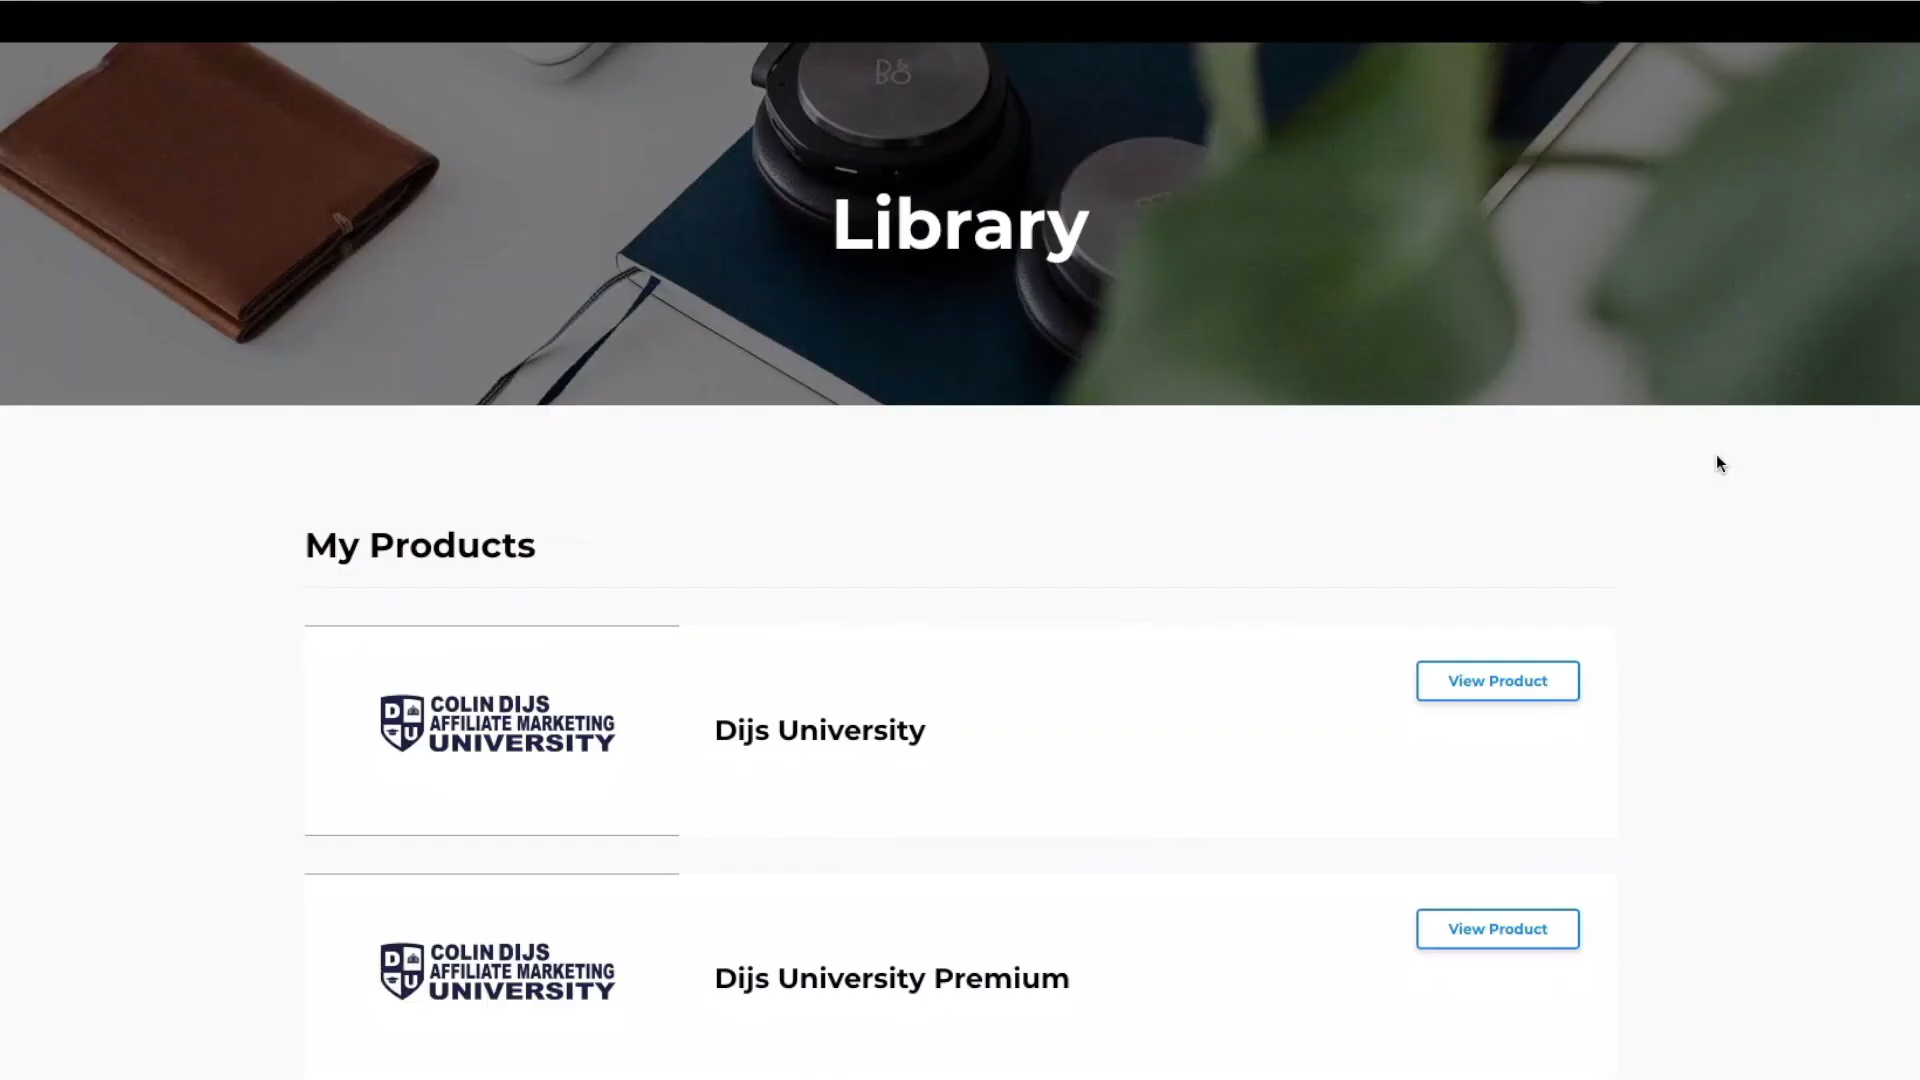 B&O
Library
My Products
D
U
COLIN DIJS
AFFILIATE MARKETING
UNIVERSITY
Dijs University
View Product
D
U
COLIN DIJS
AFFILIATE MARKETING
UNIVERSITY
Dijs University Premium
View Product